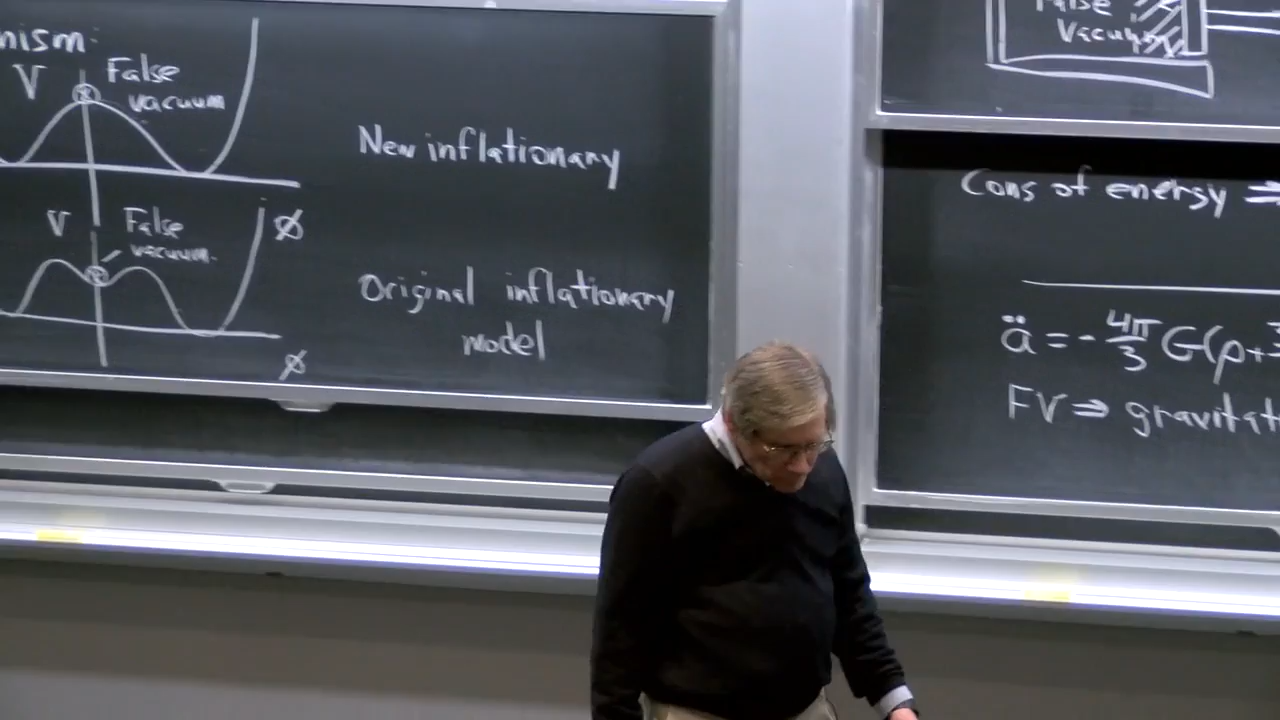 nism:
V
False
vacuum
New inflationary
V
False
vacuum.
ø
Original inflationary
model
ø
False
Vacuum
Cons of energy ⇒
ä = - 4π/3 G(ρ+3
FV ⇒ gravitat